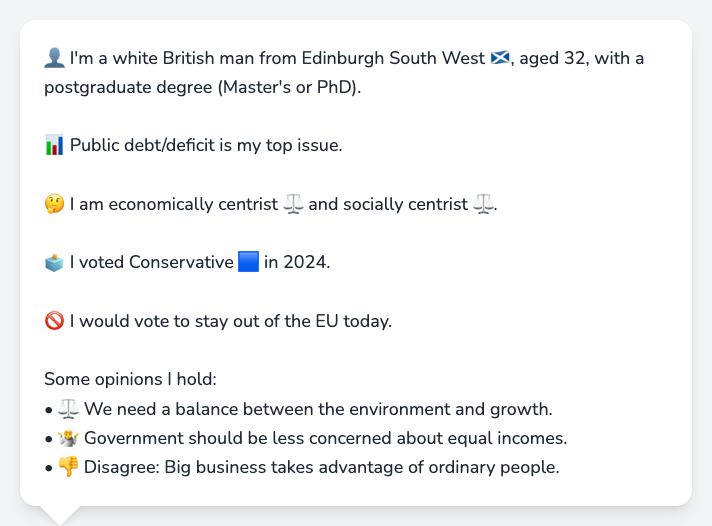 👤 I'm a white British man from Edinburgh South West 🏴󠁧󠁢󠁳󠁣󠁴󠁿, aged 32, with a
postgraduate degree (Master's or PhD).
📊 Public debt/deficit is my top issue.
🤔 I am economically centrist ⚖️ and socially centrist ⚖️.
🗳️ I voted Conservative 🟦 in 2024.
🚫 I would vote to stay out of the EU today.
Some opinions I hold:
• ⚖️ We need a balance between the environment and growth.
• 🤷 Government should be less concerned about equal incomes.
• 👎 Disagree: Big business takes advantage of ordinary people.